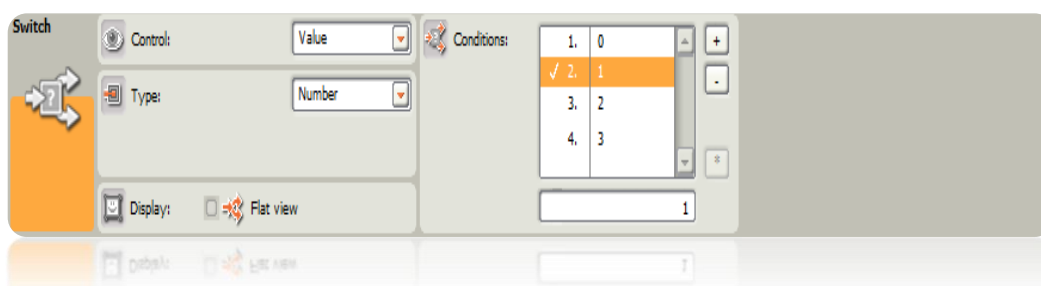 Switch
Control:
Value
Type:
Number
Display:
Flat view
Conditions:
1. 0
✓ 2. 1
3. 2
4. 3
+
-
*
1